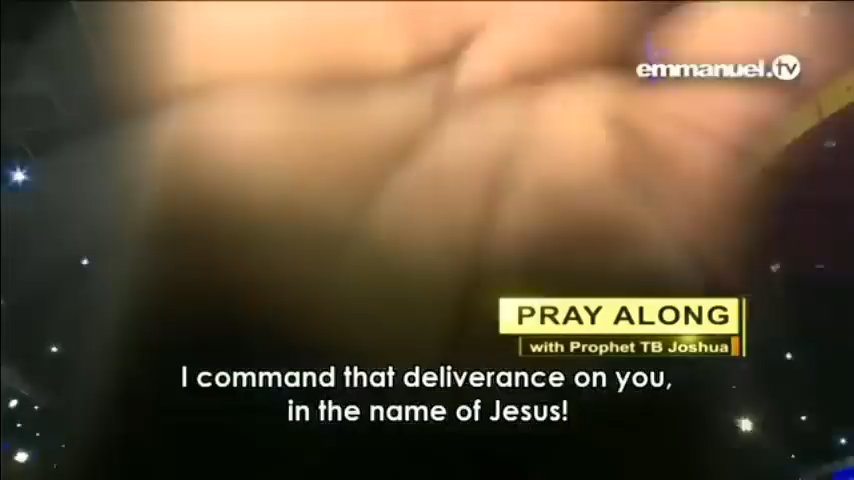 emmanuel.tv
PRAY ALONG
with Prophet TB Joshua
I command that deliverance on you,
in the name of Jesus!